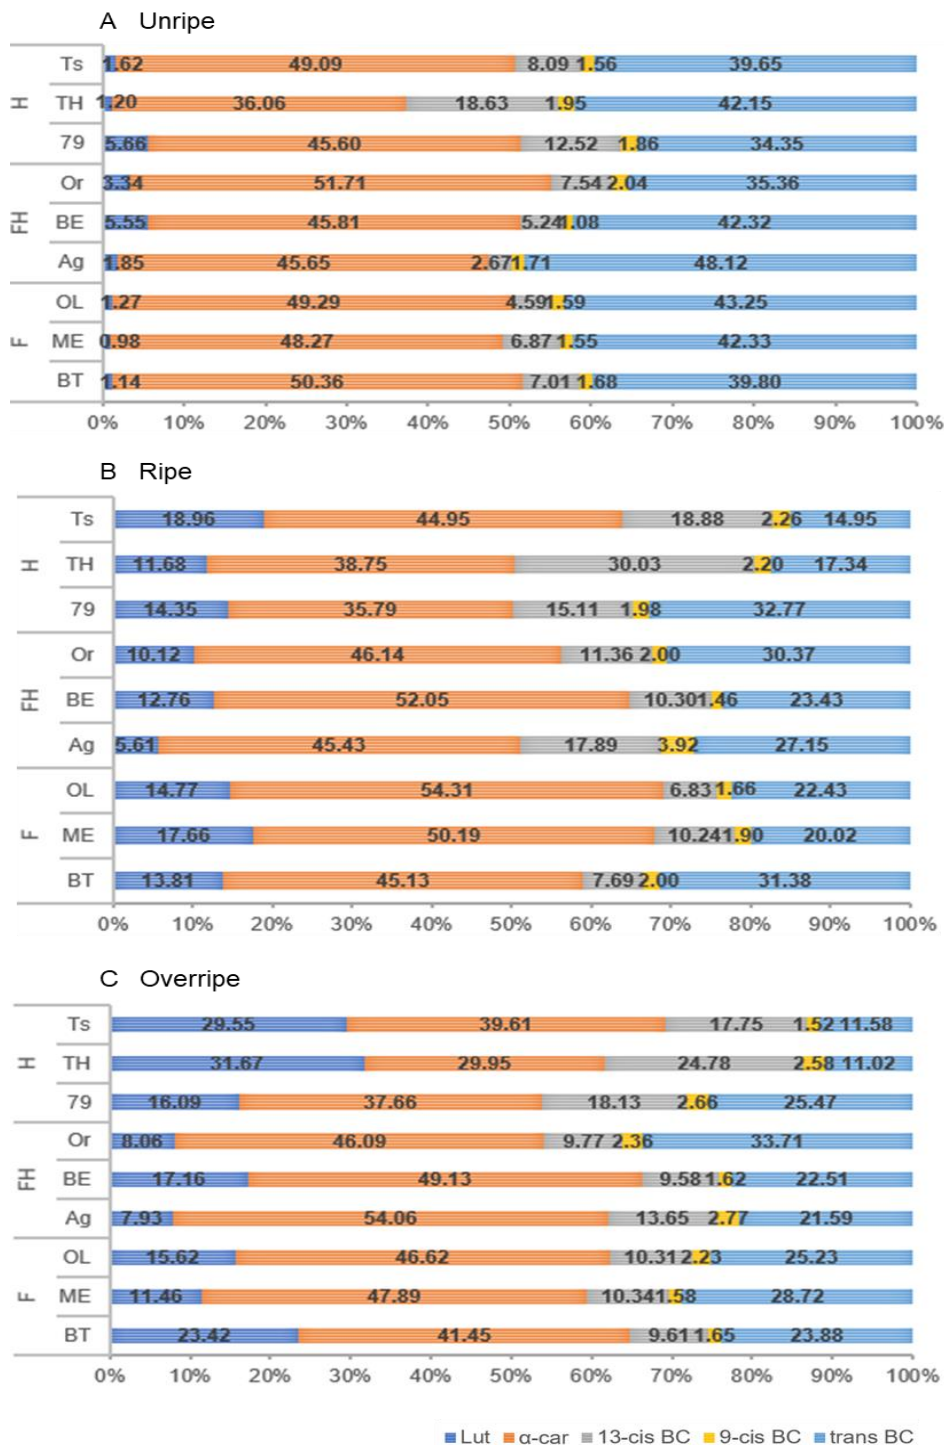 A Unripe
Ts 1.62 49.09 8.09 1.56 39.65
H TH 1.20 36.06 18.63 1.95 42.15
79 5.66 45.60 12.52 1.86 34.35
Or 3.34 51.71 7.54 2.04 35.36
FH BE 5.55 45.81 5.24 1.08 42.32
Ag 1.85 45.65 2.67 1.71 48.12
OL 1.27 49.29 4.59 1.59 43.25
F ME 0.98 48.27 6.87 1.55 42.33
BT 1.14 50.36 7.01 1.68 39.80
0% 10% 20% 30% 40% 50% 60% 70% 80% 90% 100%
B Ripe
Ts 18.96 44.95 18.88 2.26 14.95
H TH 11.68 38.75 30.03 2.20 17.34
79 14.35 35.79 15.11 1.98 32.77
Or 10.12 46.14 11.36 2.00 30.37
FH BE 12.76 52.05 10.30 1.46 23.43
Ag 5.61 45.43 17.89 3.92 27.15
OL 14.77 54.31 6.83 1.66 22.43
F ME 17.66 50.19 10.24 1.90 20.02
BT 13.81 45.13 7.69 2.00 31.38
0% 10% 20% 30% 40% 50% 60% 70% 80% 90% 100%
C Overripe
Ts 29.55 39.61 17.75 1.52 11.58
H TH 31.67 29.95 24.78 2.58 11.02
79 16.09 37.66 18.13 2.66 25.47
Or 8.06 46.09 9.77 2.36 33.71
FH BE 17.16 49.13 9.58 1.62 22.51
Ag 7.93 54.06 13.65 2.77 21.59
OL 15.62 46.62 10.31 2.23 25.23
F ME 11.46 47.89 10.34 1.58 28.72
BT 23.42 41.45 9.61 1.65 23.88
0% 10% 20% 30% 40% 50% 60% 70% 80% 90% 100%
Lut α-car 13-cis BC 9-cis BC trans BC